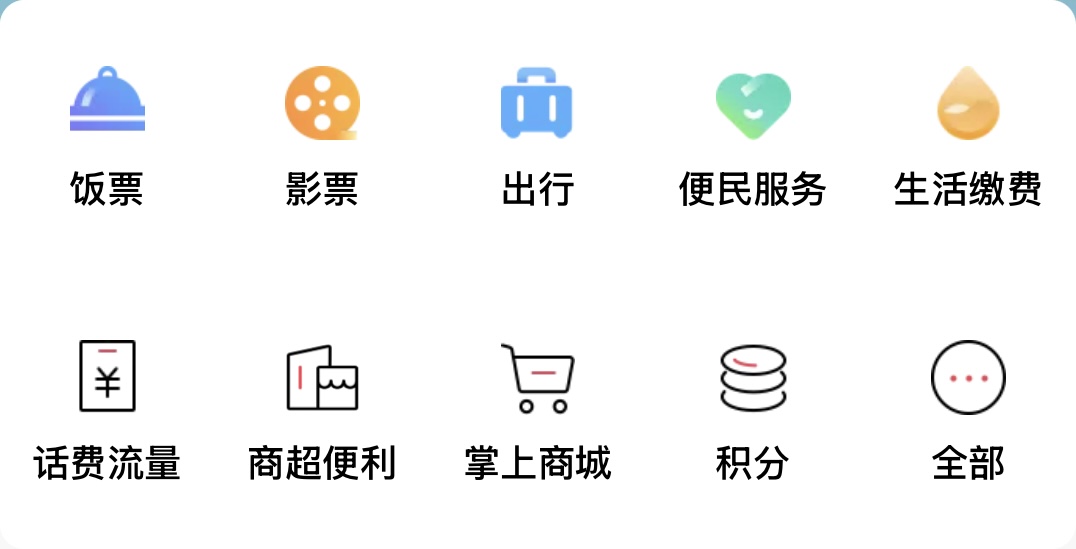 饭票 影票 出行 便民服务 生活缴费
¥
话费流量 商超便利 掌上商城 积分 全部